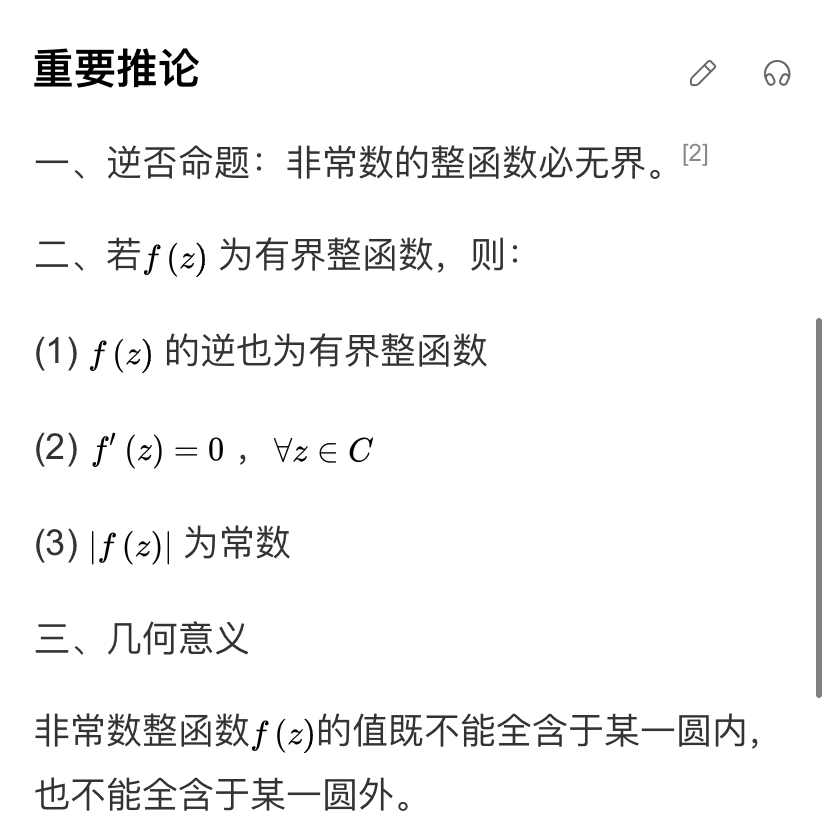 重要推论
一、逆否命题：非常数的整函数必无界。[2]
二、若f(z) 为有界整函数，则：
(1) f(z) 的逆也为有界整函数
(2) f′(z) = 0 ，∀z ∈ C
(3) |f(z)| 为常数
三、几何意义
非常数整函数f(z)的值既不能全含于某一圆内，
也不能全含于某一圆外。